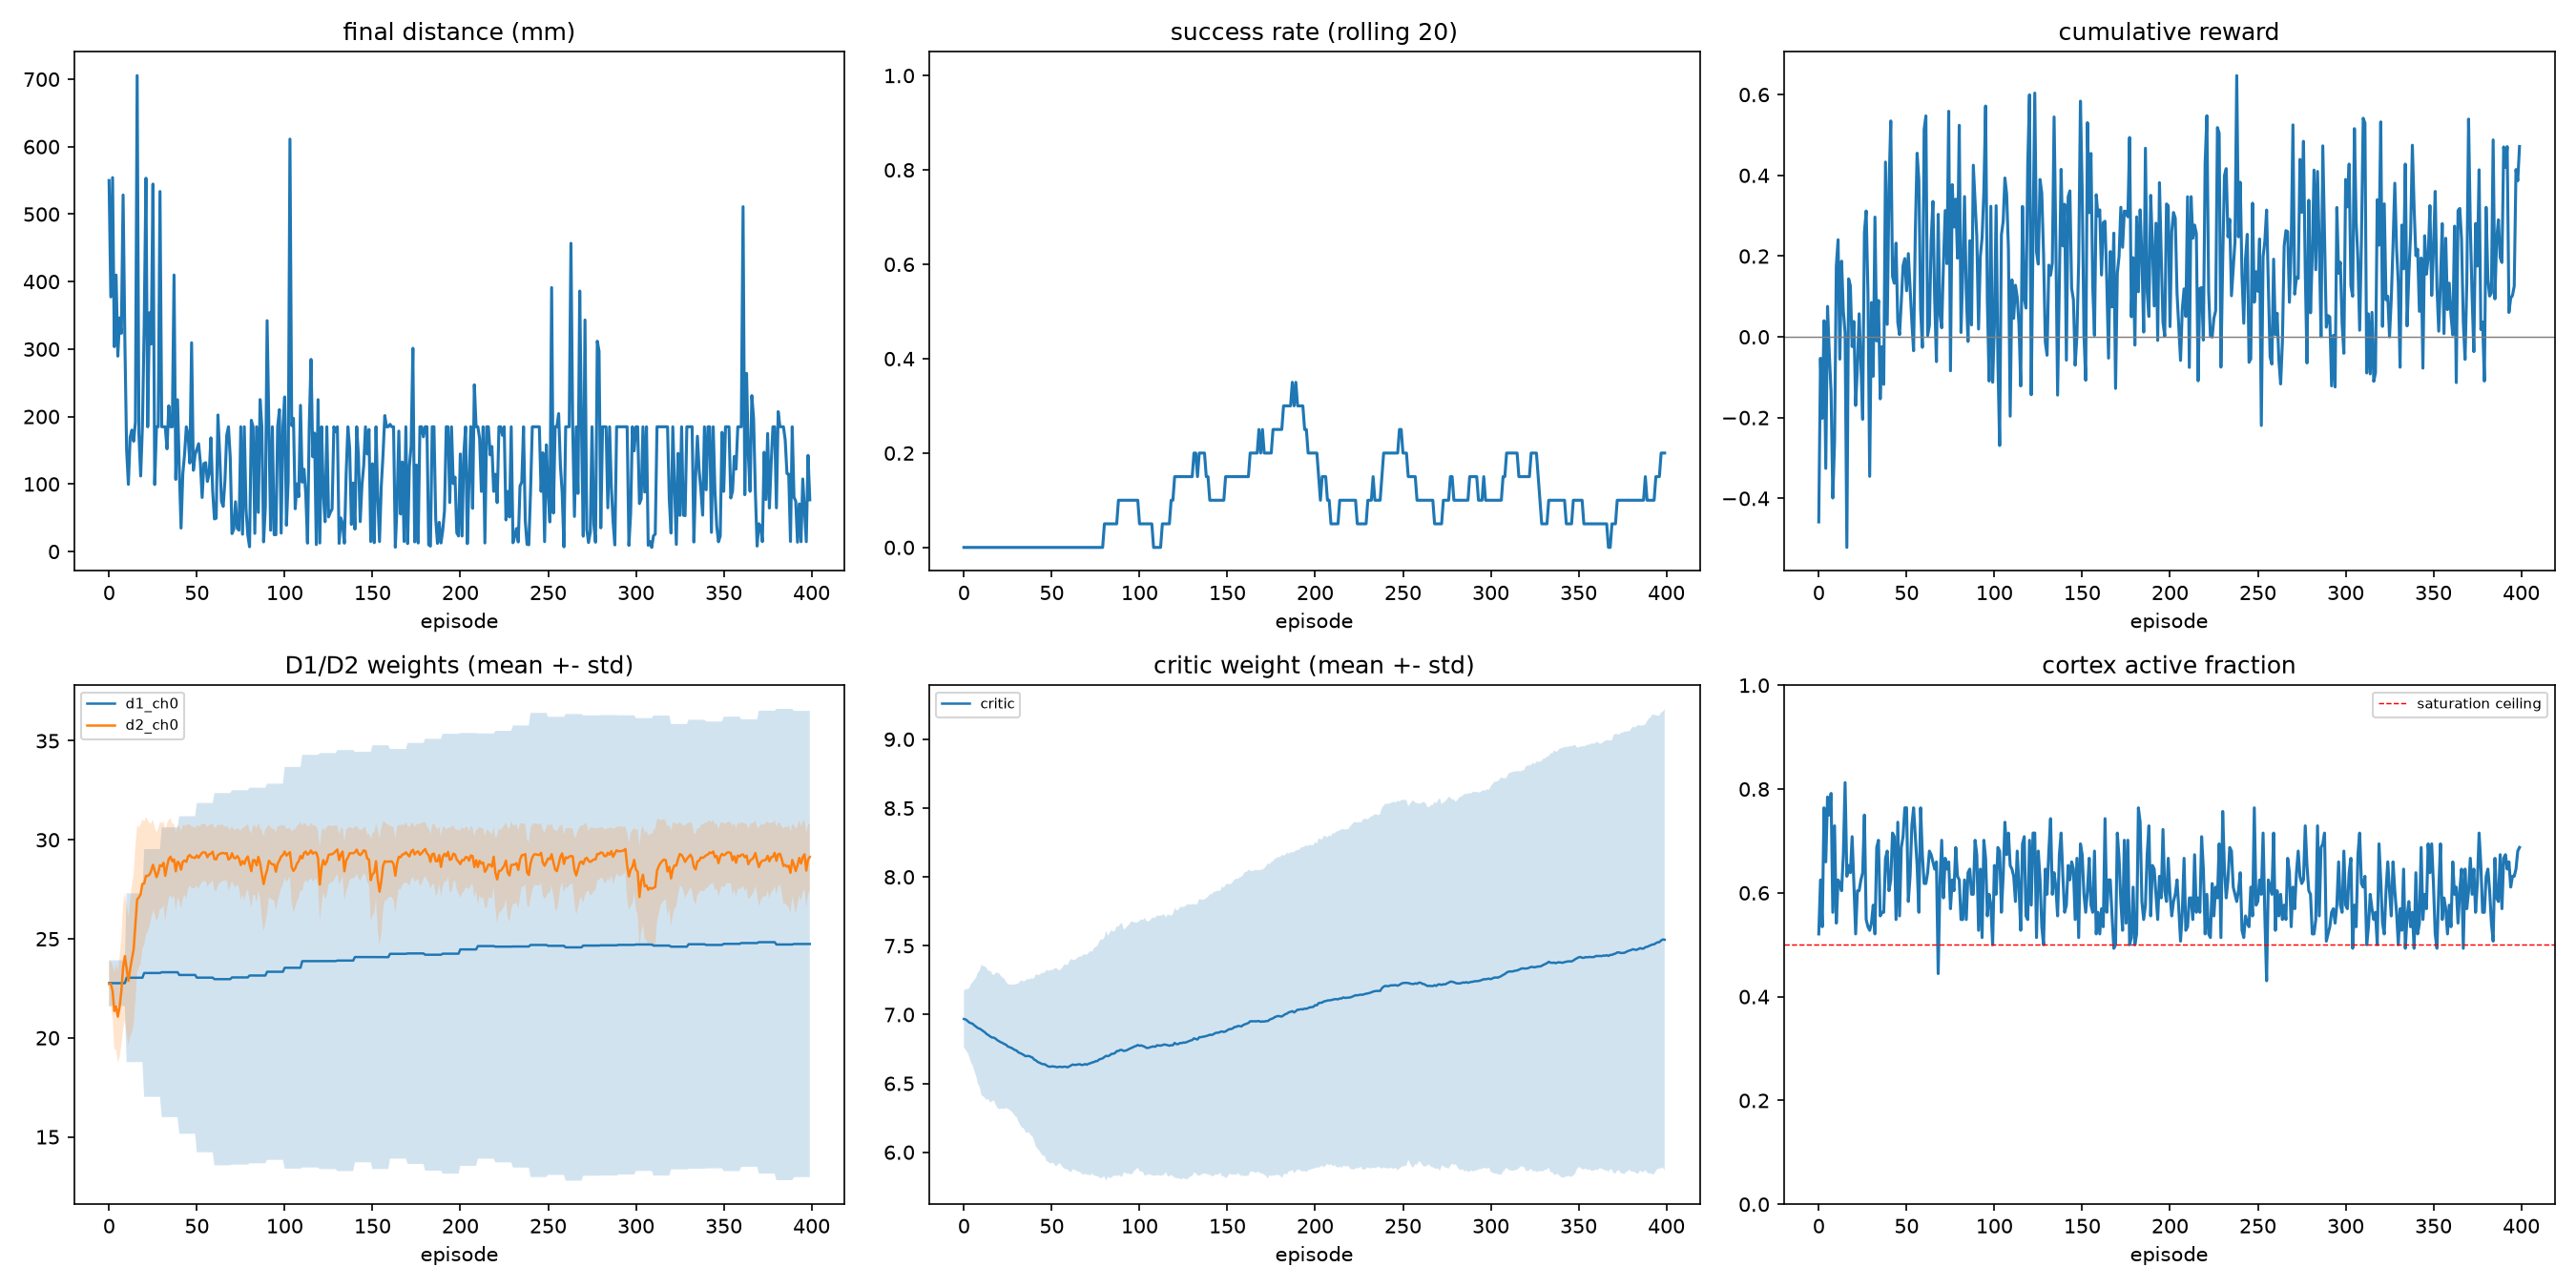 final distance (mm)
700
600
500
400
300
200
100
0
0 50 100 150 200 250 300 350 400
episode
success rate (rolling 20)
1.0
0.8
0.6
0.4
0.2
0.0
0 50 100 150 200 250 300 350 400
episode
cumulative reward
0.6
0.4
0.2
0.0
−0.2
−0.4
0 50 100 150 200 250 300 350 400
episode
D1/D2 weights (mean +- std)
d1_ch0
d2_ch0
35
30
25
20
15
0 50 100 150 200 250 300 350 400
episode
critic weight (mean +- std)
critic
9.0
8.5
8.0
7.5
7.0
6.5
6.0
0 50 100 150 200 250 300 350 400
episode
cortex active fraction
saturation ceiling
1.0
0.8
0.6
0.4
0.2
0.0
0 50 100 150 200 250 300 350 400
episode